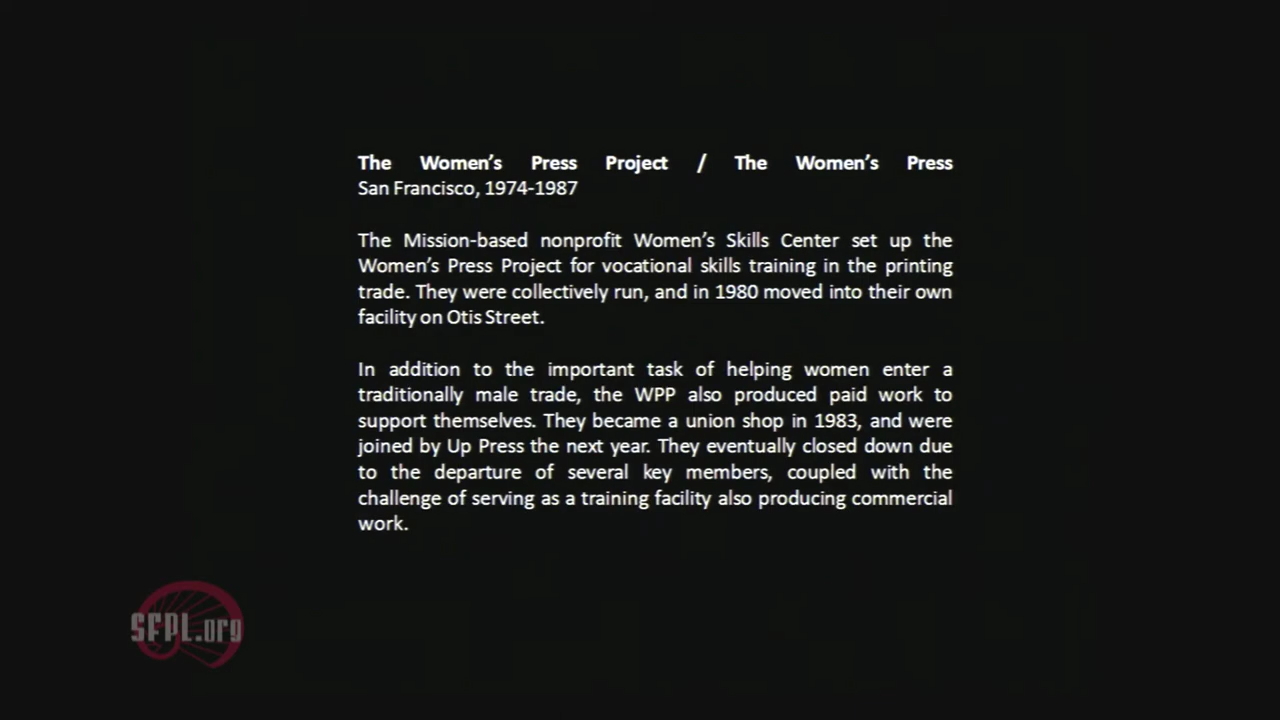 The Women's Press Project / The Women's Press
San Francisco, 1974-1987
The Mission-based nonprofit Women's Skills Center set up the
Women's Press Project for vocational skills training in the printing
trade. They were collectively run, and in 1980 moved into their own
facility on Otis Street.
In addition to the important task of helping women enter a
traditionally male trade, the WPP also produced paid work to
support themselves. They became a union shop in 1983, and were
joined by Up Press the next year. They eventually closed down due
to the departure of several key members, coupled with the
challenge of serving as a training facility also producing commercial
work.
SFPL.org